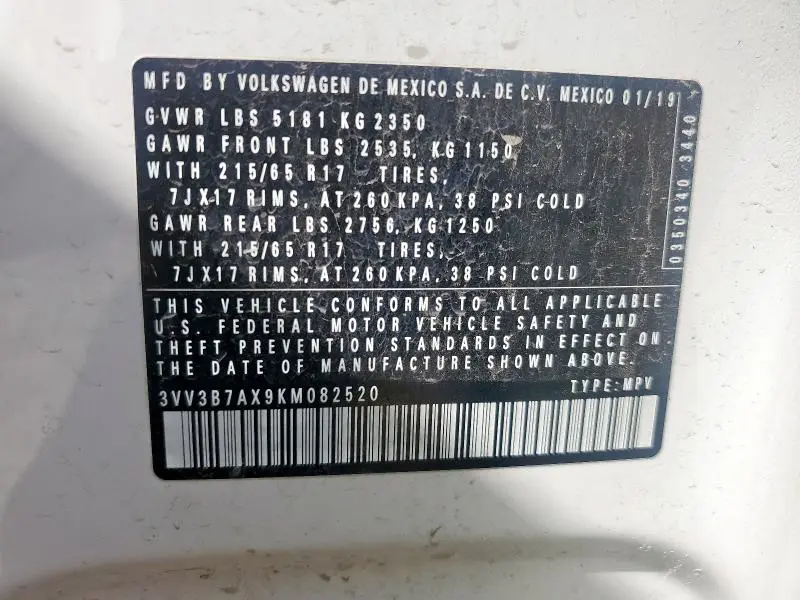 MFD BY VOLKSWAGEN DE MEXICO S.A. DE C.V. MEXICO 01/19
GVWR LBS 5181 KG 2350
GAWR FRONT LBS 2535, KG 1150
WITH 215/65 R17 TIRES,
7JX17 RIMS, AT 260 KPA, 38 PSI COLD
GAWR REAR LBS 2756, KG 1250
WITH 215/65 R17 TIRES,
7JX17 RIMS, AT 260 KPA, 38 PSI COLD
0350340 3440
THIS VEHICLE CONFORMS TO ALL APPLICABLE
U.S. FEDERAL MOTOR VEHICLE SAFETY AND
THEFT PREVENTION STANDARDS IN EFFECT ON
THE DATE OF MANUFACTURE SHOWN ABOVE.
3VV3B7AX9KM082520 TYPE: MPV